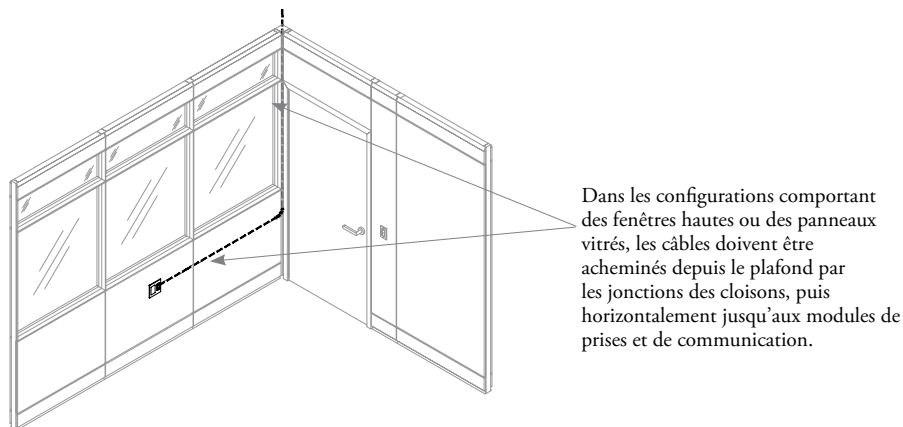 Dans les configurations comportant
des fenêtres hautes ou des panneaux
vitrés, les câbles doivent être
acheminés depuis le plafond par
les jonctions des cloisons, puis
horizontalement jusqu’aux modules de
prises et de communication.